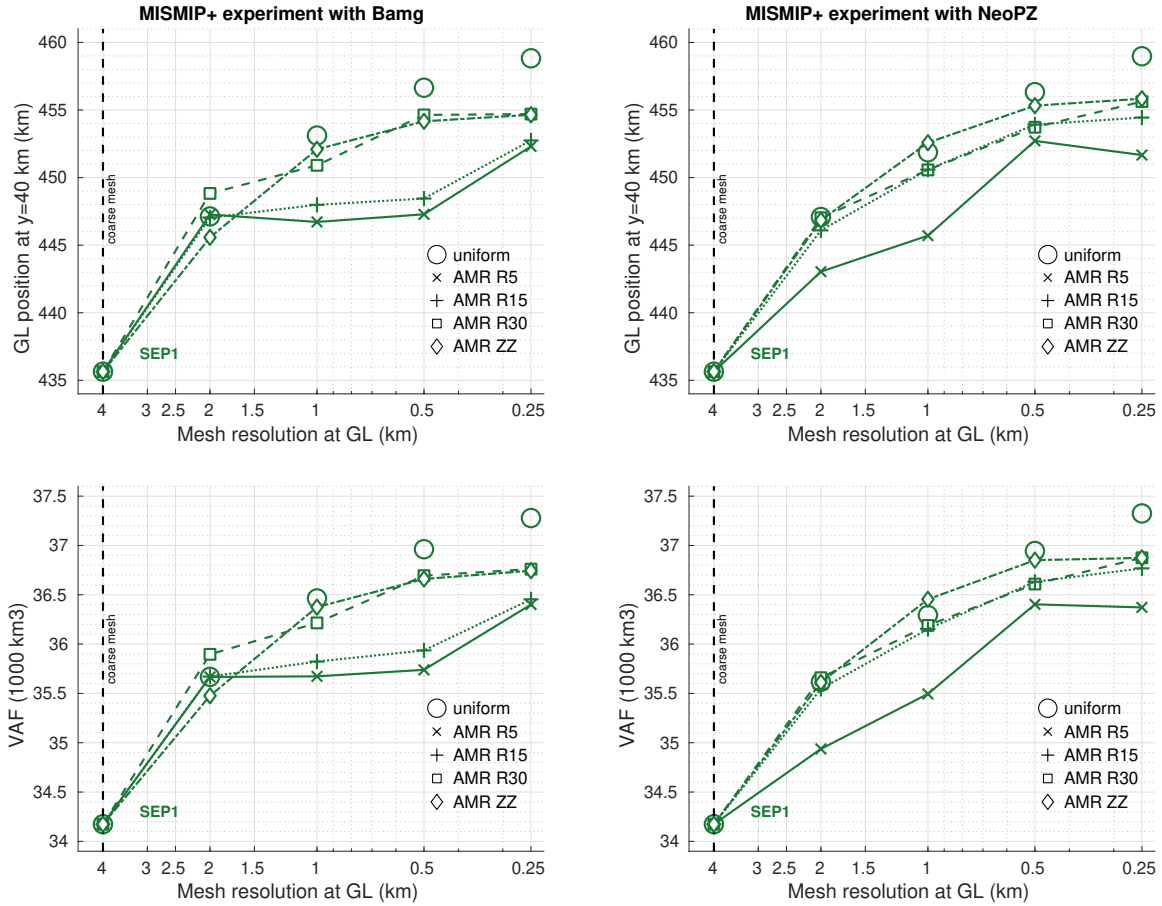 MISMIP+ experiment with Bamg
460
455
450
445
440
435
GL position at y=40 km (km)
coarse mesh
uniform
AMR R5
AMR R15
AMR R30
AMR ZZ
SEP1
4 3 2.5 2 1.5 1 0.5 0.25
Mesh resolution at GL (km)
MISMIP+ experiment with NeoPZ
460
455
450
445
440
435
GL position at y=40 km (km)
coarse mesh
uniform
AMR R5
AMR R15
AMR R30
AMR ZZ
SEP1
4 3 2.5 2 1.5 1 0.5 0.25
Mesh resolution at GL (km)
37.5
37
36.5
36
35.5
35
34.5
34
VAF (1000 km3)
coarse mesh
uniform
AMR R5
AMR R15
AMR R30
AMR ZZ
SEP1
4 3 2.5 2 1.5 1 0.5 0.25
Mesh resolution at GL (km)
37.5
37
36.5
36
35.5
35
34.5
34
VAF (1000 km3)
coarse mesh
uniform
AMR R5
AMR R15
AMR R30
AMR ZZ
SEP1
4 3 2.5 2 1.5 1 0.5 0.25
Mesh resolution at GL (km)